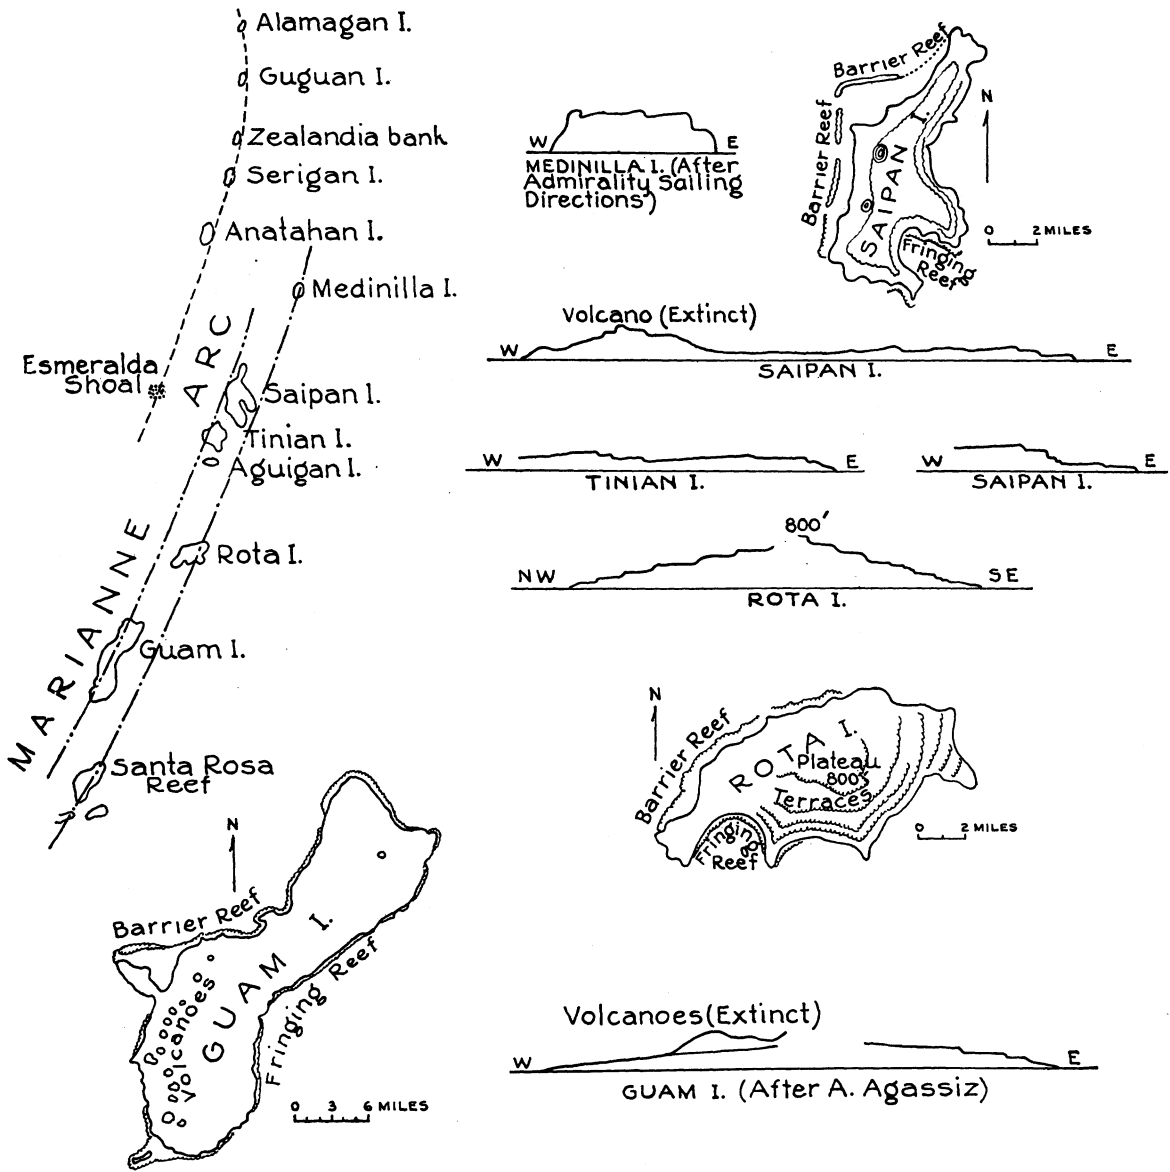 Alamagan I.
Guguan I.
Zealandia bank
Serigan I.
Anatahan I.
Medinilla I.
Esmeralda
Shoal
Saipan I.
Tinian I.
Aguigan I.
Rota I.
Guam I.
Santa Rosa
Reef
MARIANNE ARC
W E
MEDINILLA I. (After
Admirality Sailing
Directions)
Barrier Reef
Barrier Reef
SAIPAN I.
Fringing
Reef
N
0 2 MILES
Volcano (Extinct)
W E
SAIPAN I.
W E
TINIAN I.
W E
SAIPAN I.
800'
NW SE
ROTA I.
N
Barrier Reef
ROTA I.
Plateau
800'
Terraces
Fringing
Reef
0 2 MILES
N
Barrier Reef
GUAM I.
Volcanoes
Fringing Reef
0 3 6 MILES
Volcanoes (Extinct)
W E
GUAM I. (After A. Agassiz)